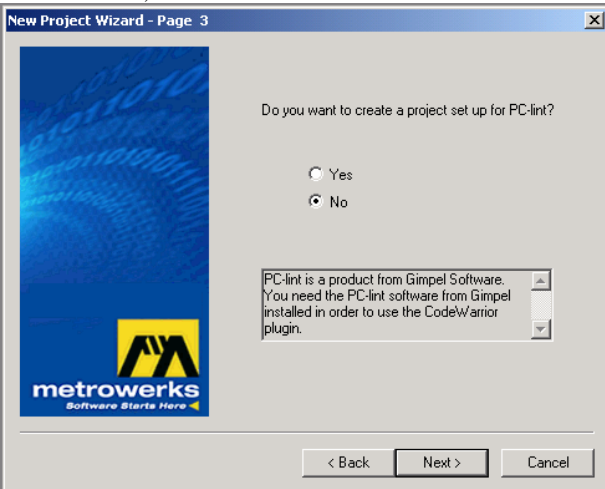 New Project Wizard - Page 3
Do you want to create a project set up for PC-lint?
Yes
No
PC-lint is a product from Gimpel Software.
You need the PC-lint software from Gimpel
installed in order to use the CodeWarrior
plugin.
metrowerks
Software Starts Here
< Back
Next >
Cancel